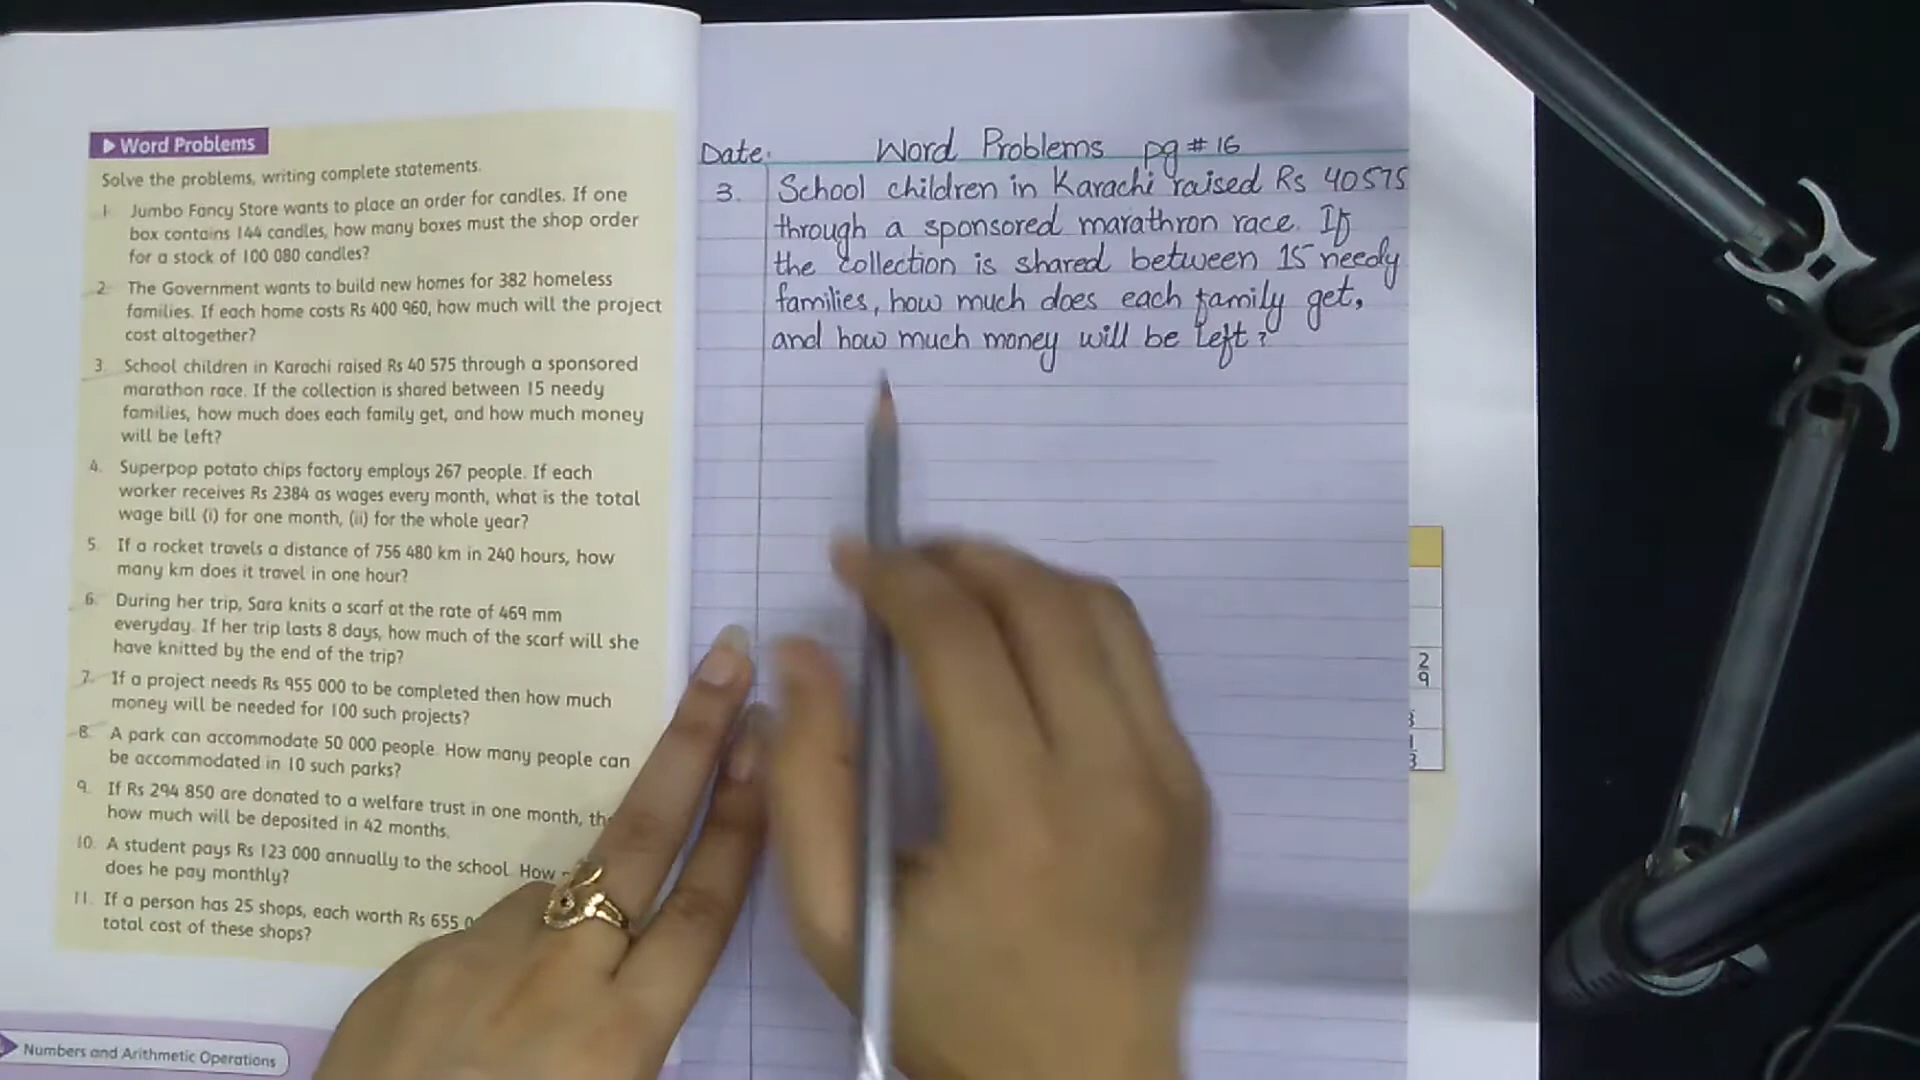 Word Problems
Solve the problems, writing complete statements.
1. Jumbo Fancy Store wants to place an order for candles. If one
box contains 144 candles, how many boxes must the shop order
for a stock of 100 080 candles?
2. The Government wants to build new homes for 382 homeless
families. If each home costs Rs 400 960, how much will the project
cost altogether?
3. School children in Karachi raised Rs 40 575 through a sponsored
marathon race. If the collection is shared between 15 needy
families, how much does each family get, and how much money
will be left?
4. Superpop potato chips factory employs 267 people. If each
worker receives Rs 2384 as wages every month, what is the total
wage bill (i) for one month, (ii) for the whole year?
5. If a rocket travels a distance of 756 480 km in 240 hours, how
many km does it travel in one hour?
6. During her trip, Sara knits a scarf at the rate of 469 mm
everyday. If her trip lasts 8 days, how much of the scarf will she
have knitted by the end of the trip?
7. If a project needs Rs 955 000 to be completed then how much
money will be needed for 100 such projects?
8. A park can accommodate 50 000 people. How many people can
be accommodated in 10 such parks?
9. If Rs 294 850 are donated to a welfare trust in one month, th
how much will be deposited in 42 months.
10. A student pays Rs 123 000 annually to the school. How
does he pay monthly?
11. If a person has 25 shops, each worth Rs 655 0
total cost of these shops?
Numbers and Arithmetic Operations
Date. Word Problems pg # 16
3. School children in Karachi raised Rs 40575
through a sponsored marathron race. If
the collection is shared between 15 needy
families, how much does each family get,
and how much money will be left?
2
9
3
1
3